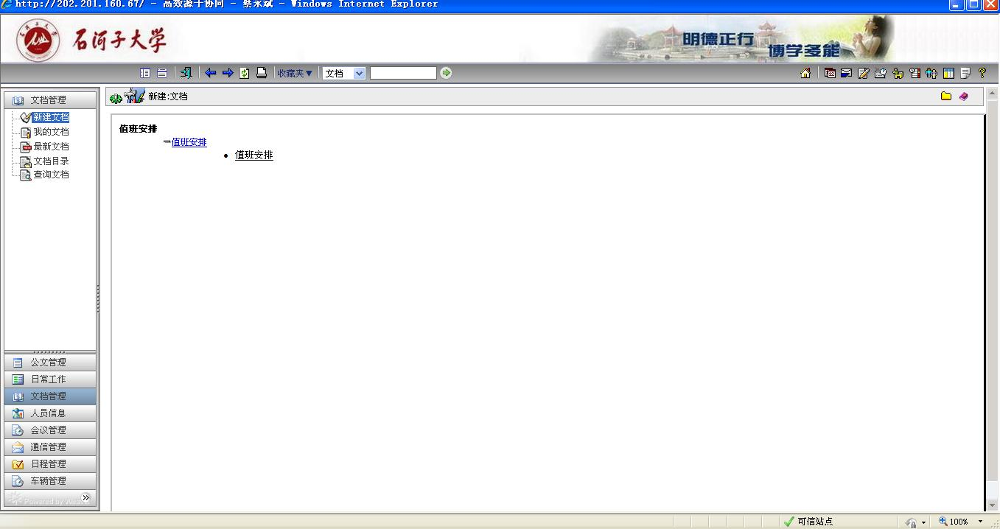 http://202.201.160.67/ - 高效源于协同 - 蔡永斌 - Windows Internet Explorer
石河子大学
明德正行
博学多能
收藏夹
文档
文档管理
新建:文档
新建文档
我的文档
最新文档
文档目录
查询文档
值班安排
值班安排
值班安排
公文管理
日常工作
文档管理
人员信息
会议管理
通信管理
日程管理
车辆管理
Powered by Weaver
可信站点
100%